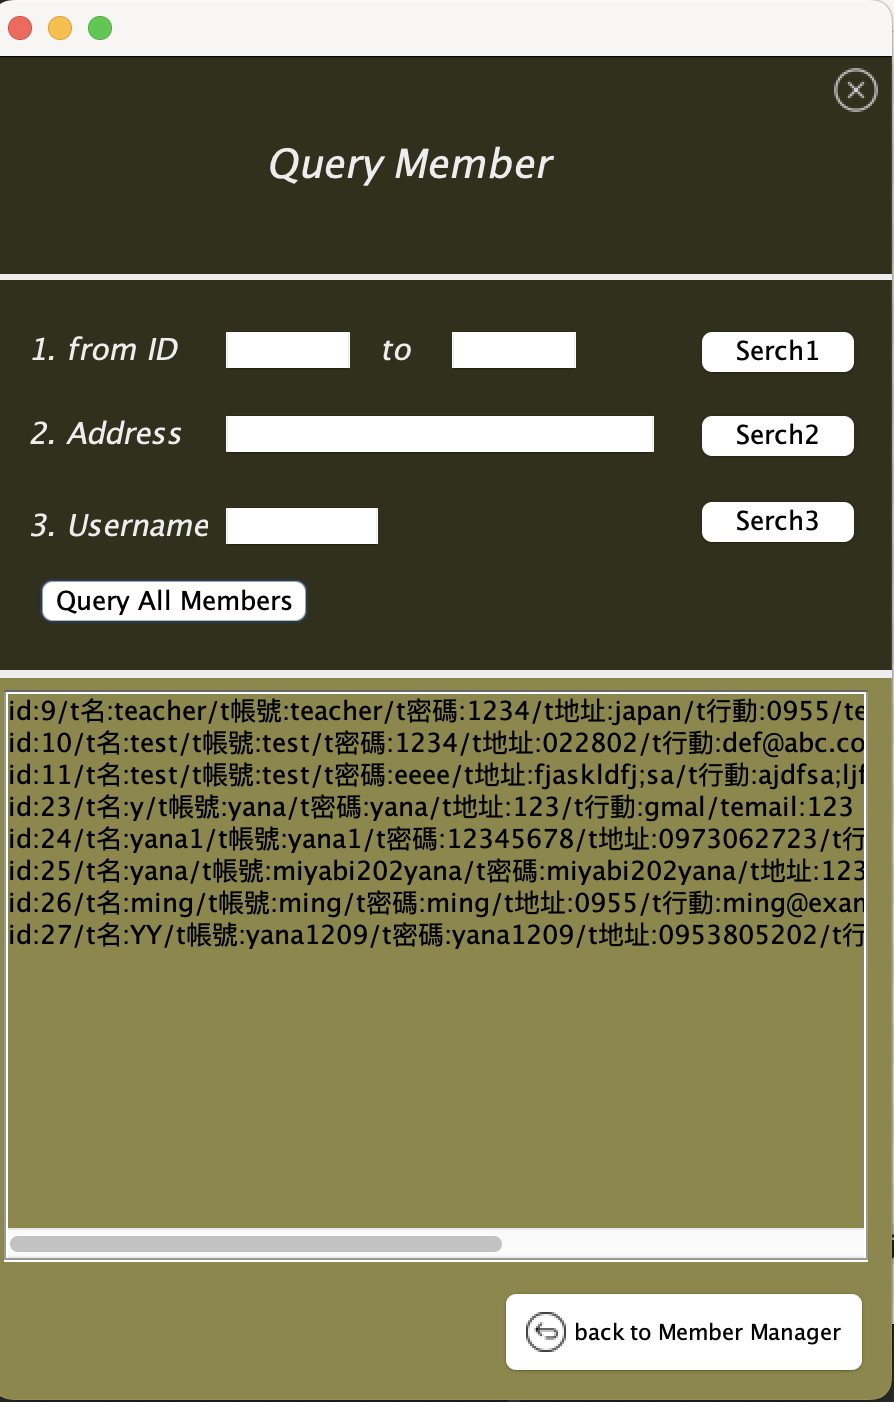 Query Member
1. from ID to Serch1
2. Address Serch2
3. Username Serch3
Query All Members
id:9/t名:teacher/t帳號:teacher/t密碼:1234/t地址:japan/t行動:0955/te
id:10/t名:test/t帳號:test/t密碼:1234/t地址:022802/t行動:def@abc.co
id:11/t名:test/t帳號:test/t密碼:eeee/t地址:fjaskldfj;sa/t行動:ajdfsa;ljf
id:23/t名:y/t帳號:yana/t密碼:yana/t地址:123/t行動:gmal/temail:123
id:24/t名:yana1/t帳號:yana1/t密碼:12345678/t地址:0973062723/t行
id:25/t名:yana/t帳號:miyabi202yana/t密碼:miyabi202yana/t地址:123
id:26/t名:ming/t帳號:ming/t密碼:ming/t地址:0955/t行動:ming@exam
id:27/t名:YY/t帳號:yana1209/t密碼:yana1209/t地址:0953805202/t行
back to Member Manager